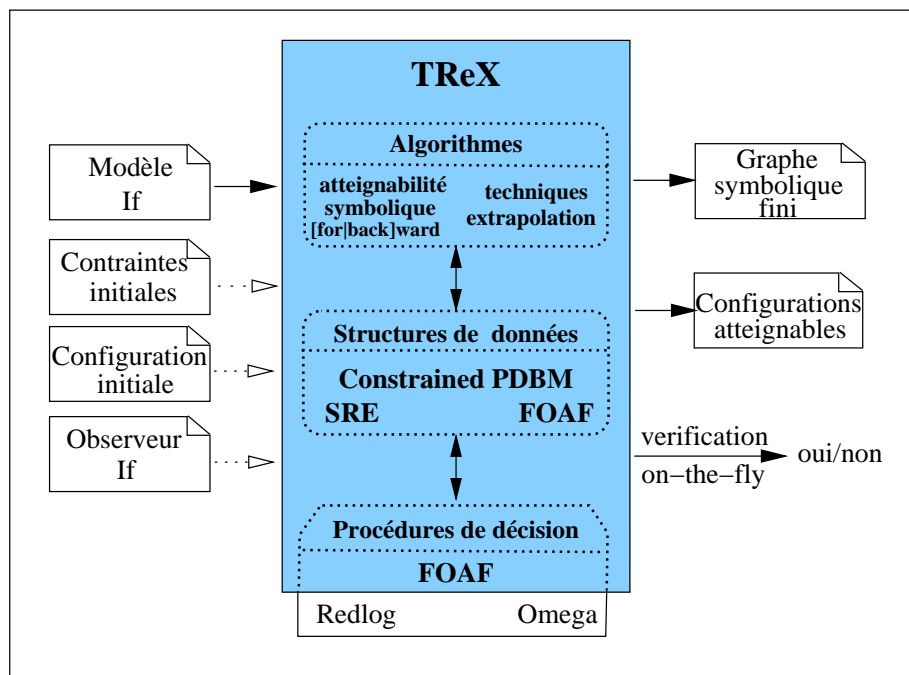 TReX
Modèle
If
Contraintes
initiales
Configuration
initiale
Observeur
If
Algorithmes
atteignabilité
symbolique
[for|back]ward
techniques
extrapolation
Structures de données
Constrained PDBM
SRE FOAF
Procédures de décision
FOAF
Redlog Omega
Graphe
symbolique
fini
Configurations
atteignables
verification
on-the-fly
oui/non